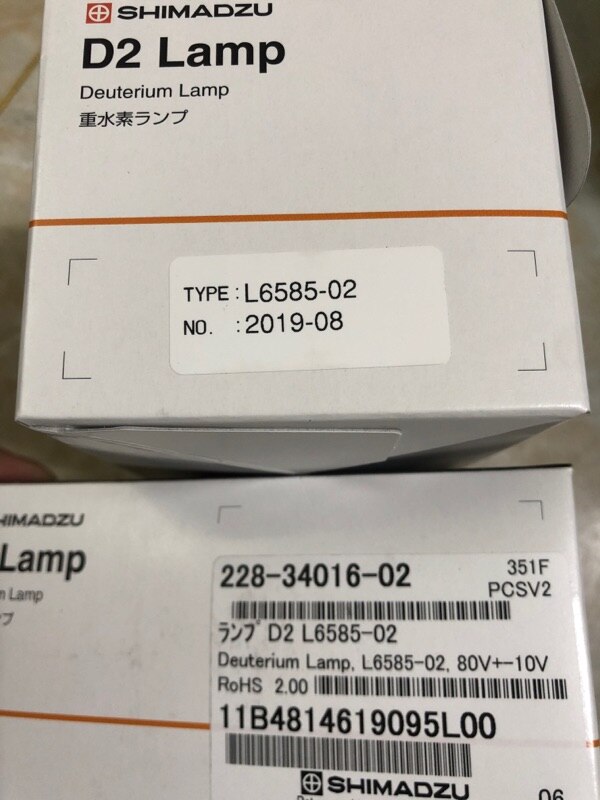 SHIMADZU
D2 Lamp
Deuterium Lamp
重水素ランプ
TYPE : L6585-02
NO. : 2019-08
HIMADZU
Lamp
m Lamp
プ
228-34016-02
351F
PCSV2
ランプ D2 L6585-02
Deuterium Lamp, L6585-02, 80V+-10V
RoHS 2.00
11B4814619095L00
SHIMADZU
06